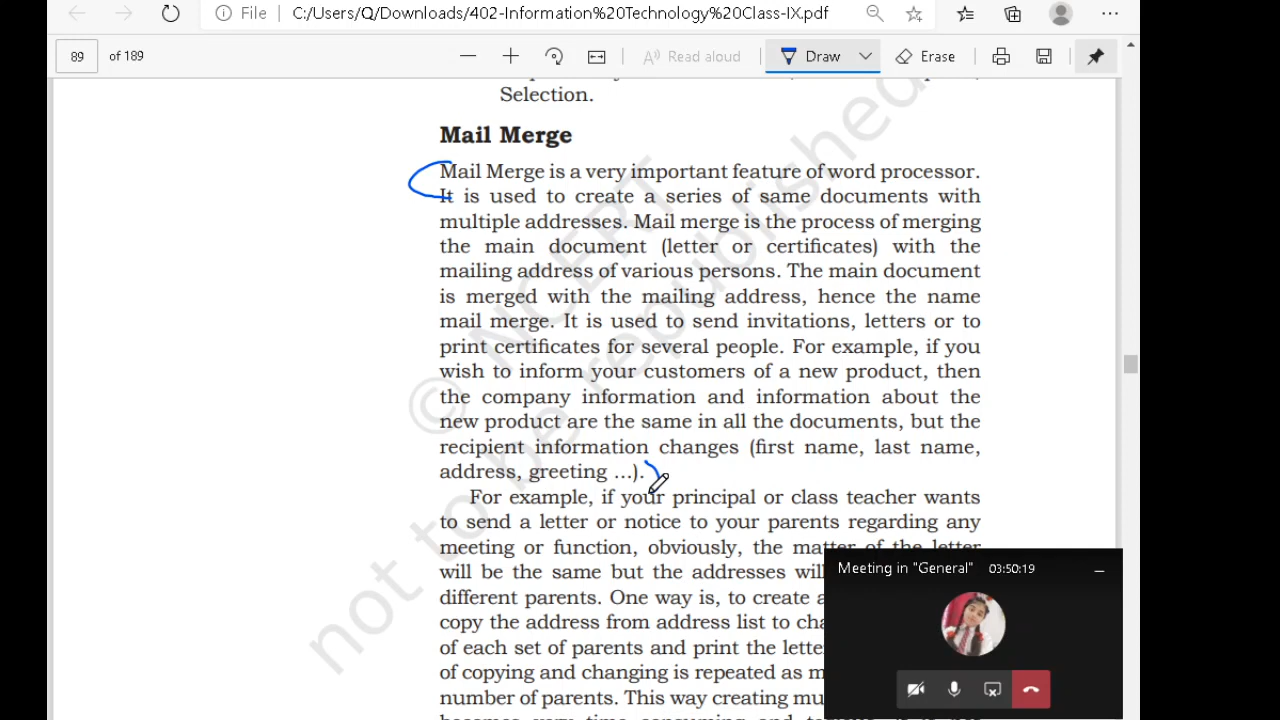 File
C:/Users/Q/Downloads/402-Information%20Technology%20Class-IX.pdf
89 of 189
Read aloud
Draw
Erase
Selection.
Mail Merge
Mail Merge is a very important feature of word processor.
It is used to create a series of same documents with
multiple addresses. Mail merge is the process of merging
the main document (letter or certificates) with the
mailing address of various persons. The main document
is merged with the mailing address, hence the name
mail merge. It is used to send invitations, letters or to
print certificates for several people. For example, if you
wish to inform your customers of a new product, then
the company information and information about the
new product are the same in all the documents, but the
recipient information changes (first name, last name,
address, greeting ...).
For example, if your principal or class teacher wants
to send a letter or notice to your parents regarding any
meeting or function, obviously, the matter of the letter
will be the same but the addresses will
different parents. One way is, to create a
copy the address from address list to
of each set of parents and print the
of copying and changing is repeated as
number of parents. This way creating
© NCERT
not to be republished
Meeting in "General" 03:50:19